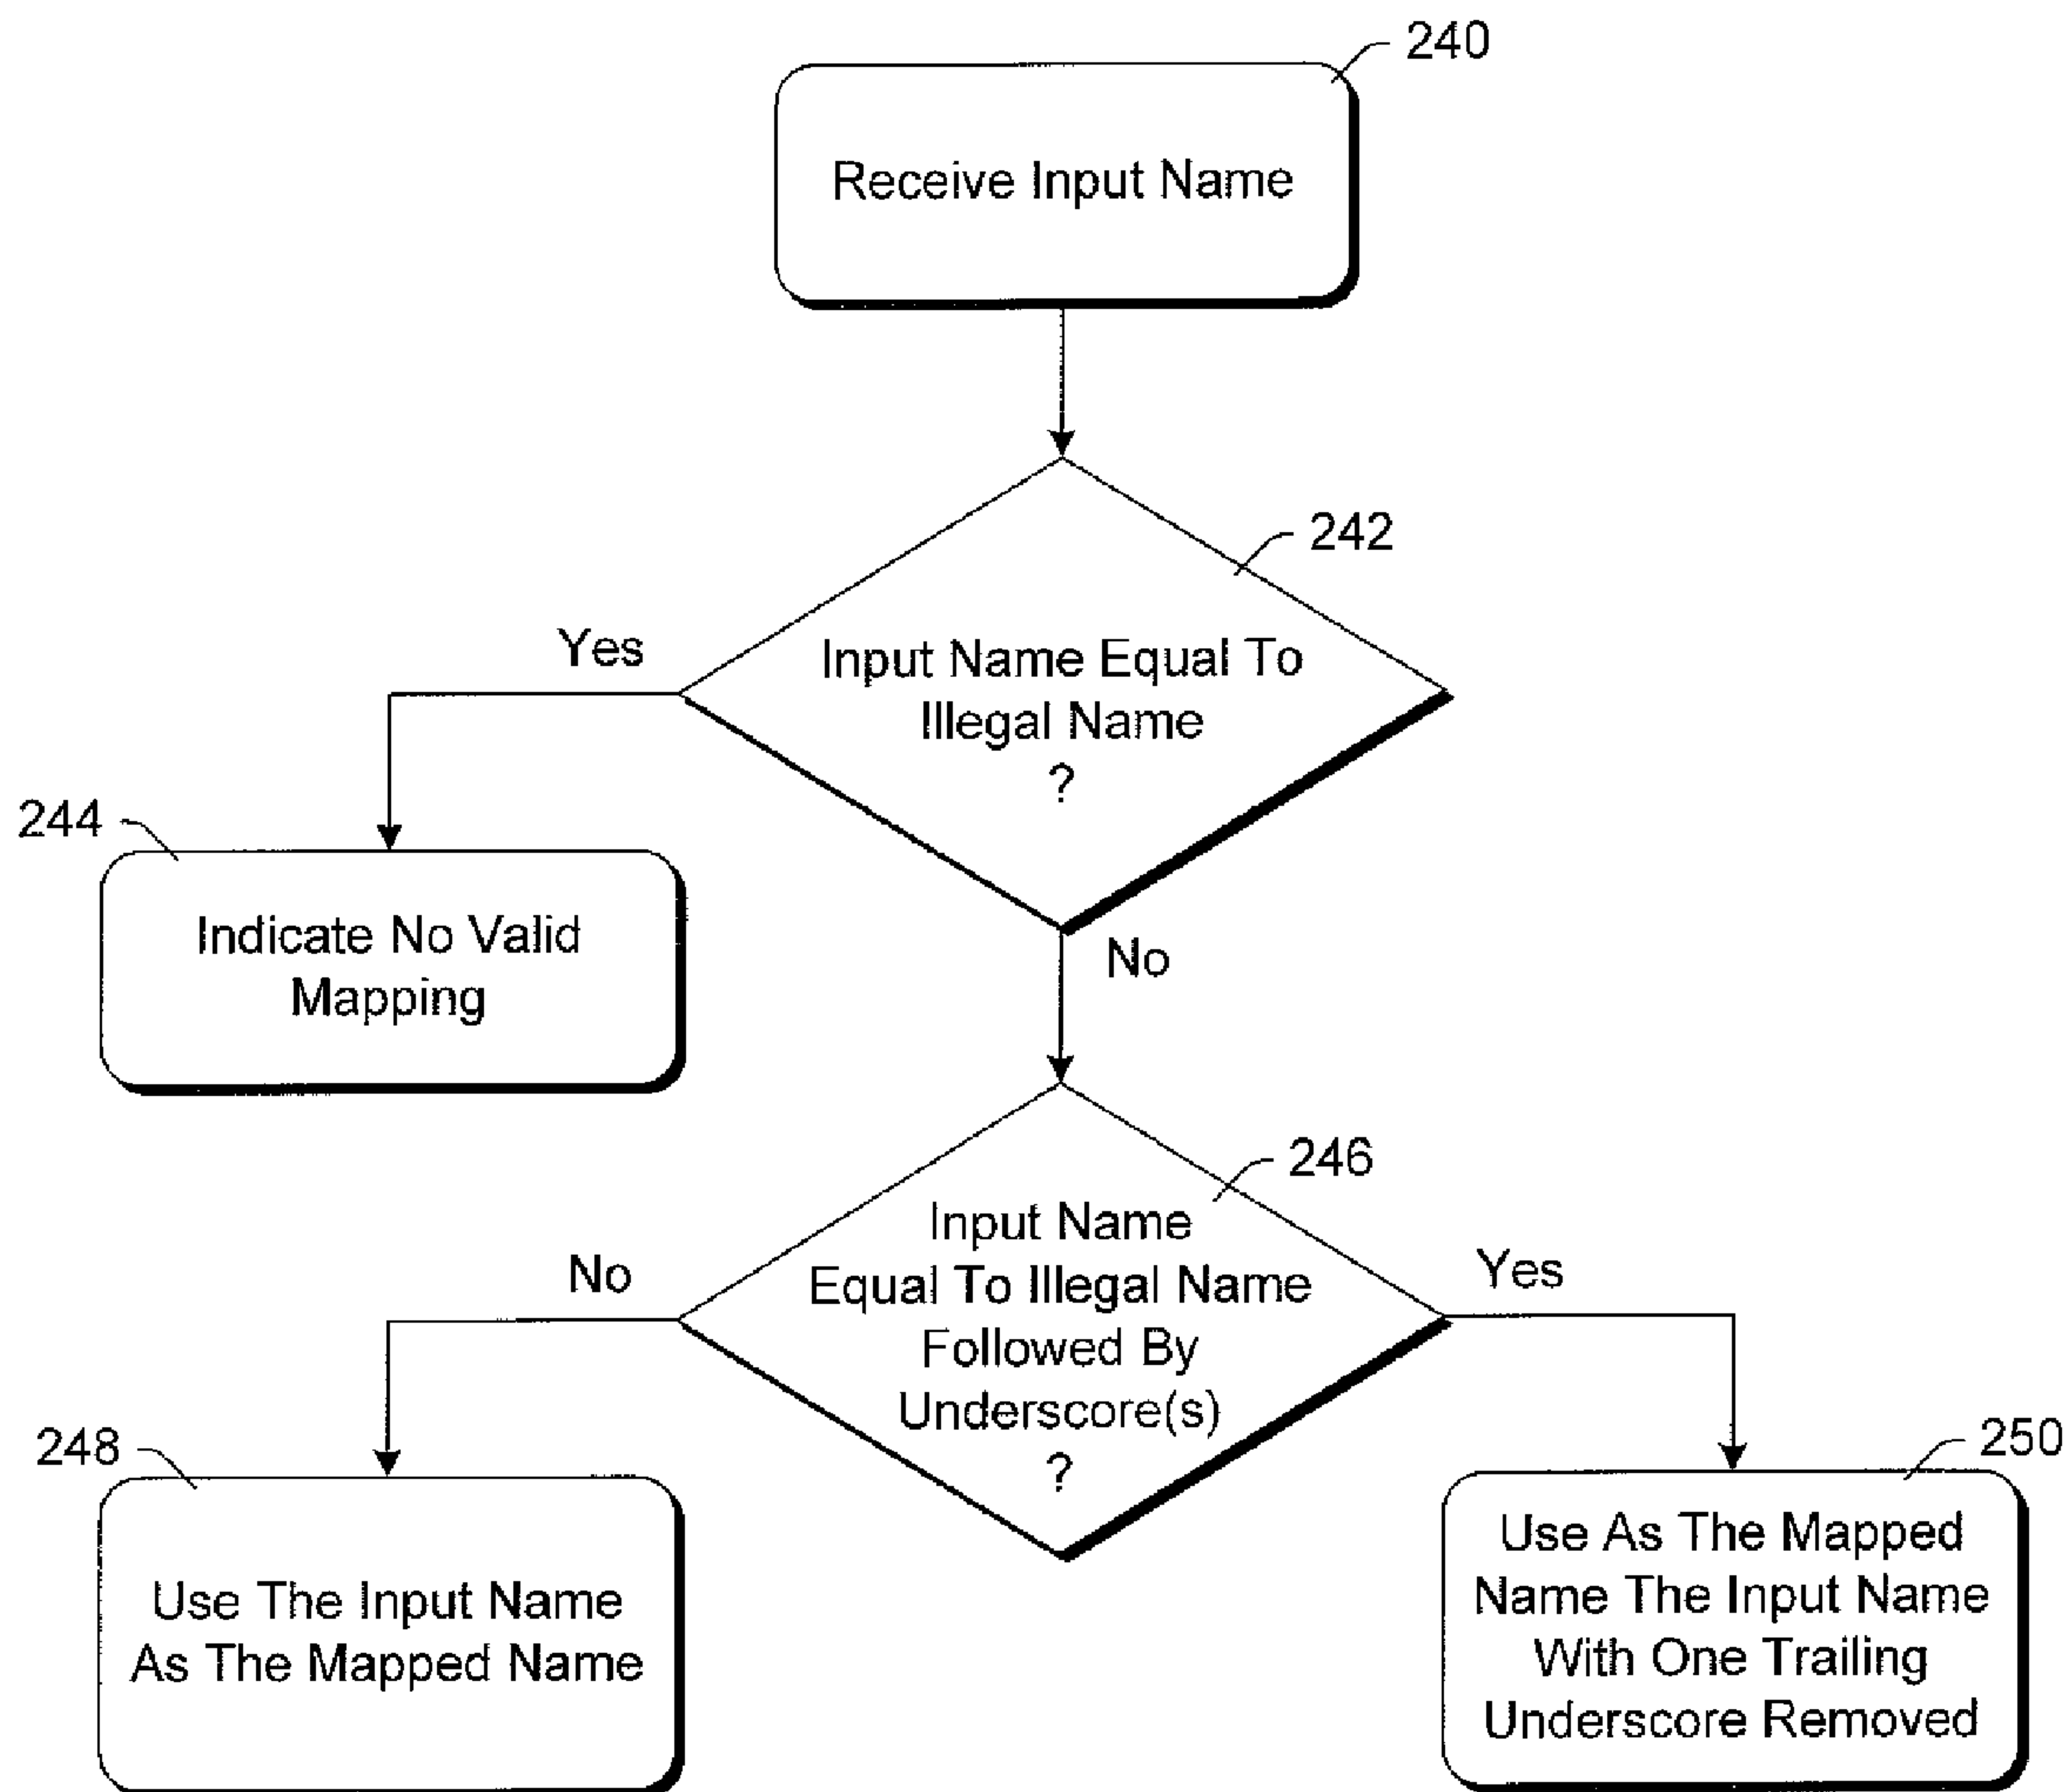 240
Receive Input Name
242
Yes
Input Name Equal To
Illegal Name
?
244
Indicate No Valid
Mapping
No
246
Input Name
Equal To Illegal Name
Followed By
Underscore(s)
?
No
Yes
248
Use The Input Name
As The Mapped Name
250
Use As The Mapped
Name The Input Name
With One Trailing
Underscore Removed